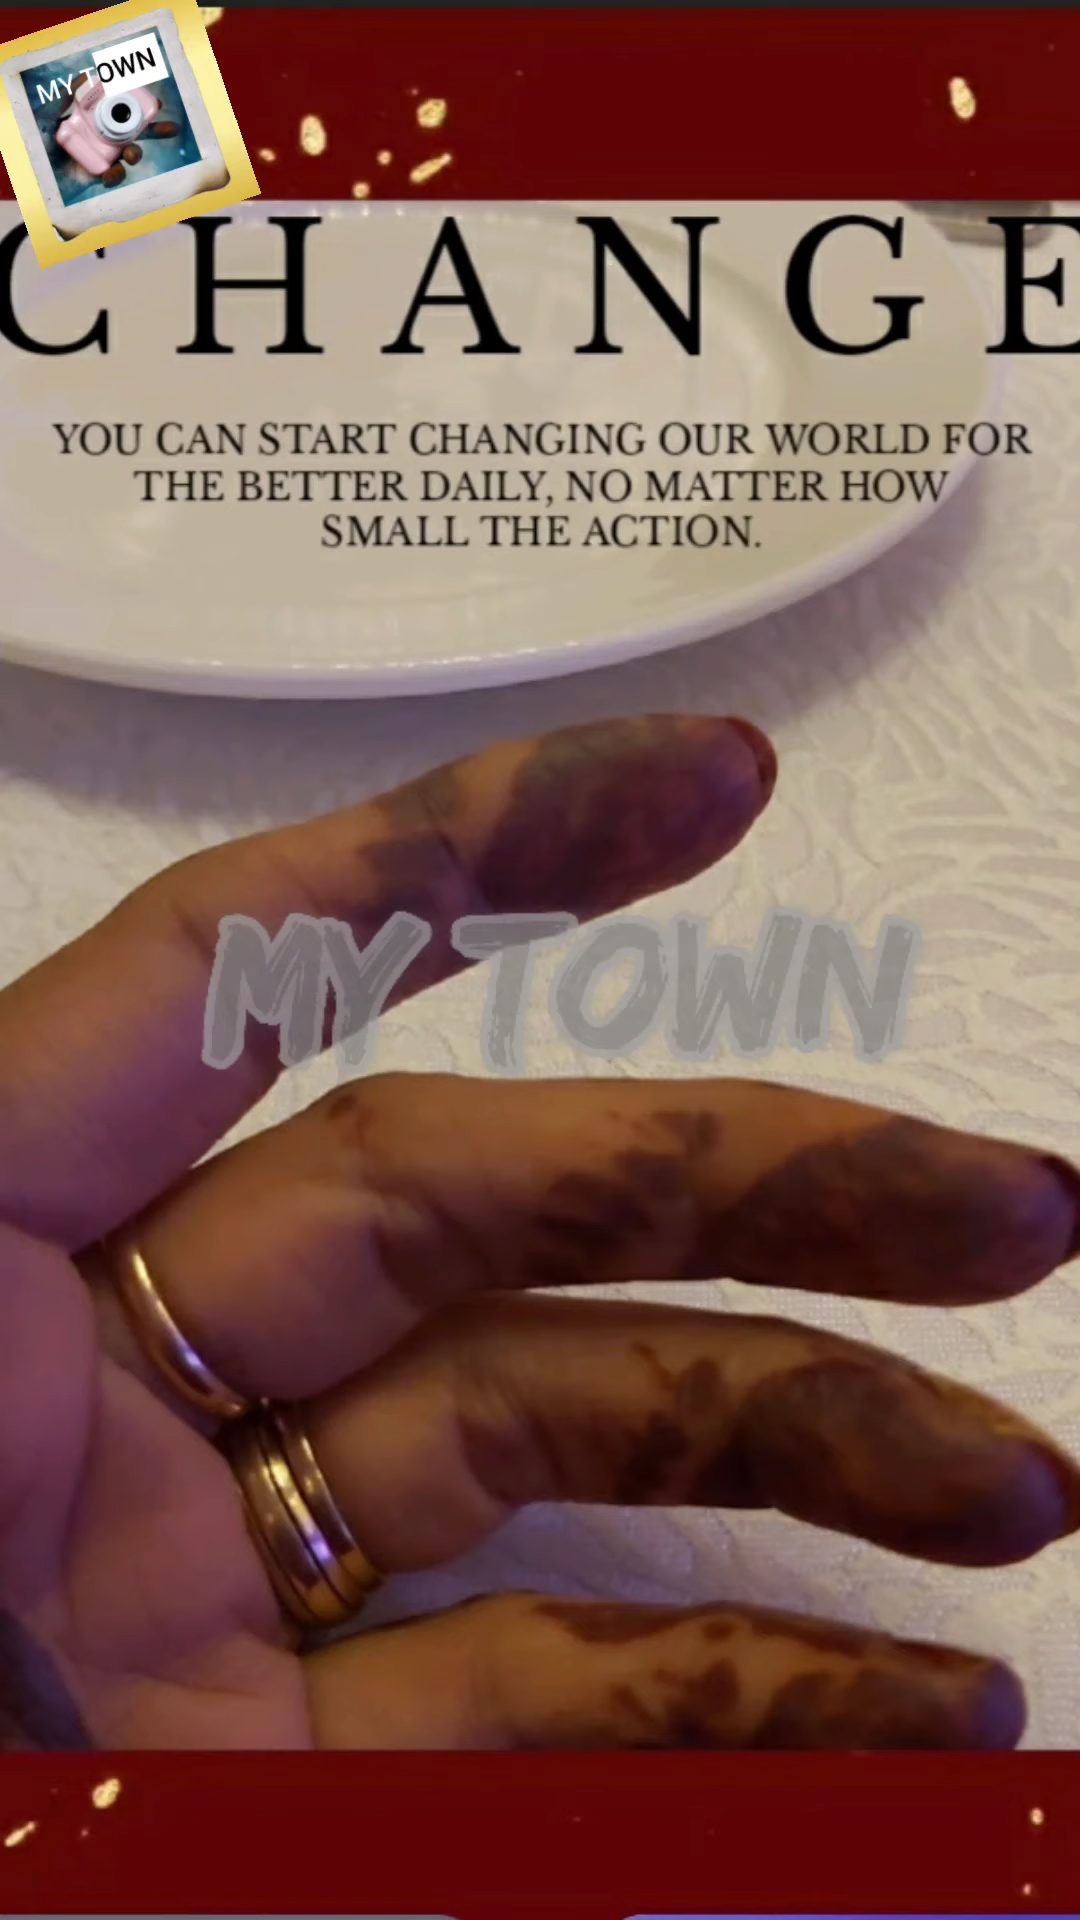 MY TOWN
CHANGE
YOU CAN START CHANGING OUR WORLD FOR
THE BETTER DAILY, NO MATTER HOW
SMALL THE ACTION.
MY TOWN